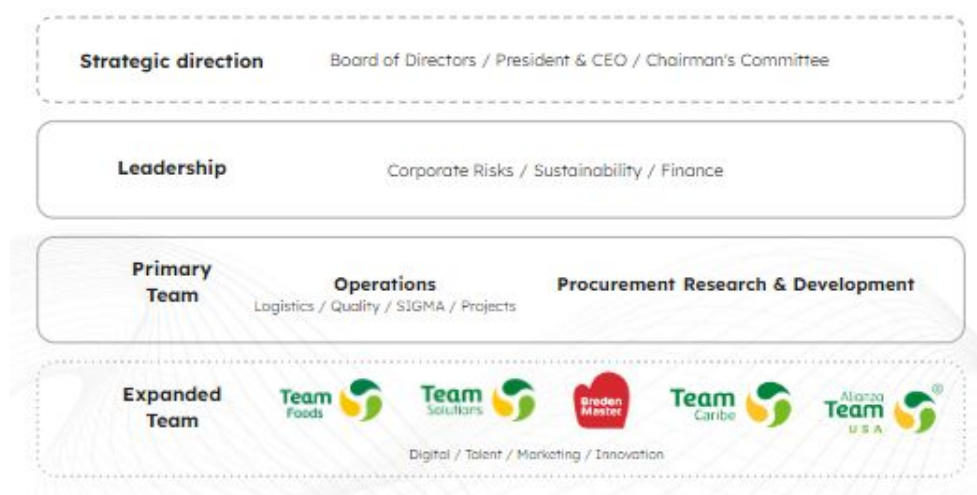 Strategic direction
Board of Directors / President & CEO / Chairman's Committee
Leadership
Corporate Risks / Sustainability / Finance
Primary
Team
Operations
Logistics / Quality / SIGMA / Projects
Procurement Research & Development
Expanded
Team
Team
Foods
Team
Solutions
Breden
Master
Team
Caribe
Alianza
Team
USA
®
Digital / Talent / Marketing / Innovation